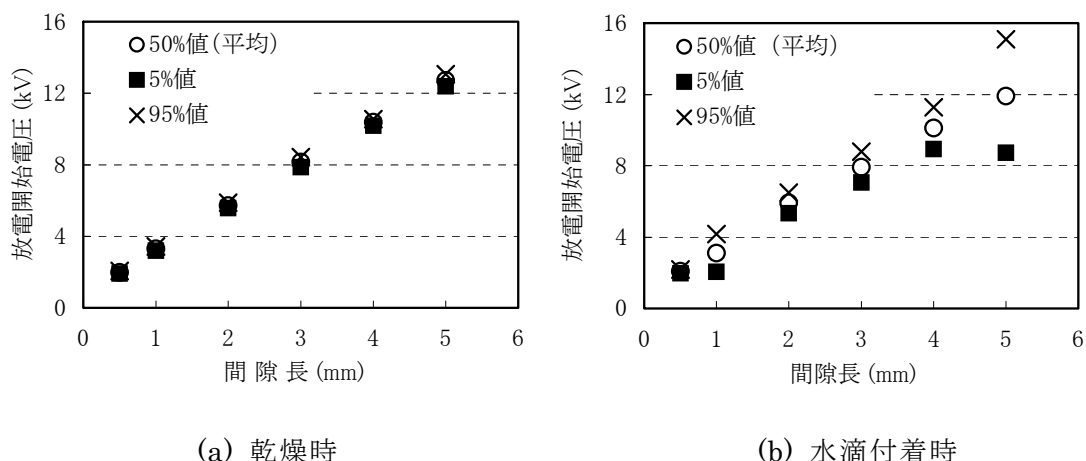 16
12
8
4
0
放電開始電圧 (kV)
50%値(平均)
5%値
95%値
0 1 2 3 4 5 6
間 隙 長 (mm)
(a) 乾燥時
16
12
8
4
0
放電開始電圧 (kV)
50%値 (平均)
5%値
95%値
0 1 2 3 4 5 6
間隙長 (mm)
(b) 水滴付着時